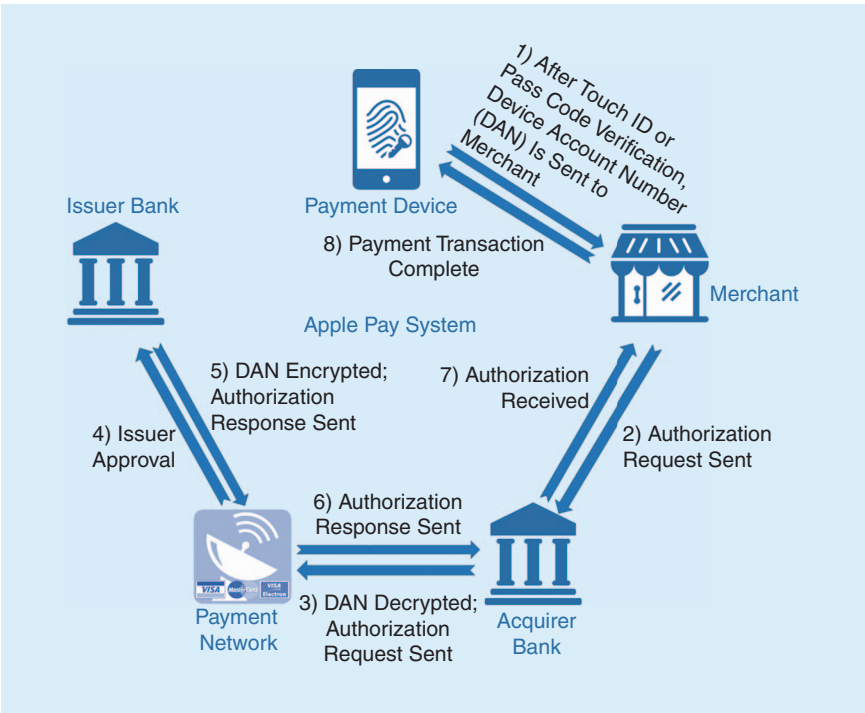 1) After Touch ID or
Pass Code Verification,
Device Account Number
(DAN) Is Sent to
Merchant
Issuer Bank
Payment Device
8) Payment Transaction
Complete
Merchant
Apple Pay System
5) DAN Encrypted;
Authorization
Response Sent
7) Authorization
Received
4) Issuer
Approval
2) Authorization
Request Sent
6) Authorization
Response Sent
VISA
MasterCard
VISA
Electron
3) DAN Decrypted;
Authorization
Request Sent
Payment
Network
Acquirer
Bank